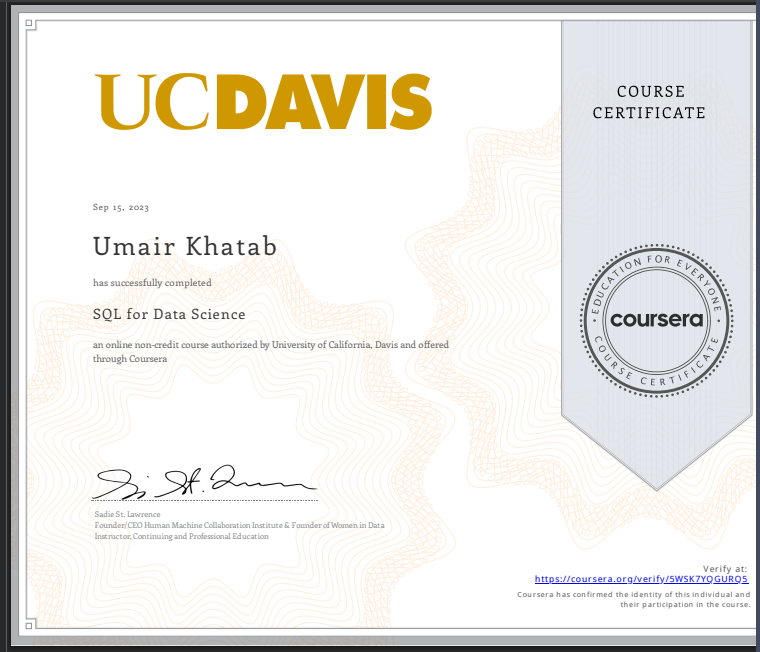 UCDAVIS
COURSE
CERTIFICATE
Sep 15, 2023
Umair Khatab
has successfully completed
SQL for Data Science
an online non-credit course authorized by University of California, Davis and offered
through Coursera
EDUCATION FOR EVERYONE
coursera
COURSE CERTIFICATE
Sadie St. Lawrence
Founder/CEO Human Machine Collaboration Institute & Founder of Women in Data
Instructor, Continuing and Professional Education
Verify at:
https://coursera.org/verify/5WSK7YQGURQ5
Coursera has confirmed the identity of this individual and
their participation in the course.